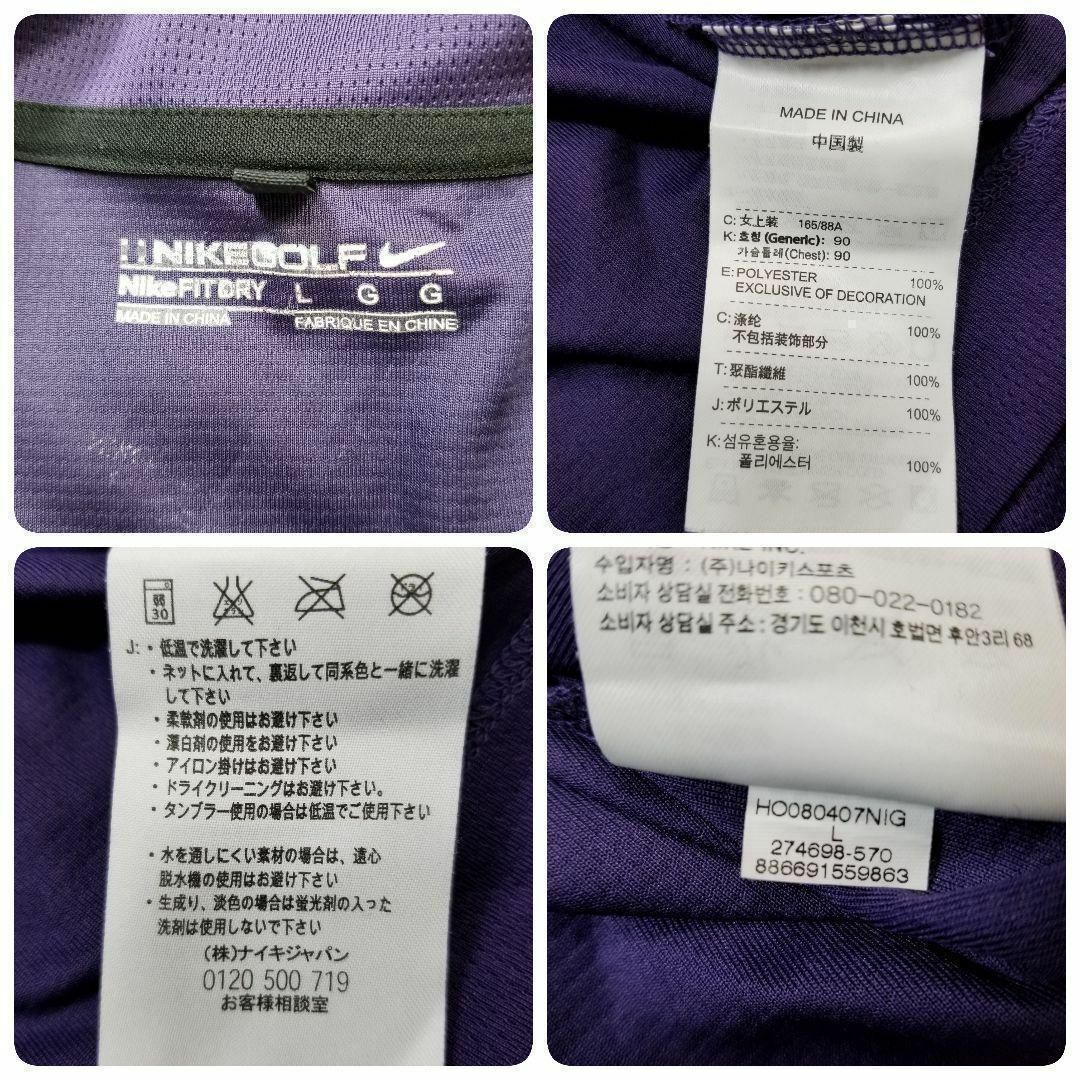 NIKEGOLF
NikeFITDRY L G G
MADE IN CHINA FABRIQUE EN CHINE
MADE IN CHINA
中国製
C: 女上装 165/88A
K: 호칭 (Generic): 90
가슴둘레 (Chest): 90
E: POLYESTER 100%
EXCLUSIVE OF DECORATION
C: 涤纶 100%
不包括装饰部分
T: 聚酯纖維 100%
J: ポリエステル 100%
K: 섬유혼용율:
폴리에스터 100%
弱
30
J: ・低温で洗濯して下さい
・ネットに入れて、裏返して同系色と一緒に洗濯
して下さい
・柔軟剤の使用はお避け下さい
・漂白剤の使用をお避け下さい
・アイロン掛けはお避け下さい
・ドライクリーニングはお避け下さい。
・タンブラー使用の場合は低温でご使用下さい
・水を通しにくい素材の場合は、遠心
脱水機の使用はお避け下さい
・生成り、淡色の場合は蛍光剤の入った
洗剤は使用しないで下さい
(株)ナイキジャパン
0120 500 719
お客様相談室
수입자명 : (주)나이키스포츠
소비자 상담실 전화번호 : 080-022-0182
소비자 상담실 주소 : 경기도 이천시 호법면 후안3리 68
HO080407NIG
L
274698-570
886691559863